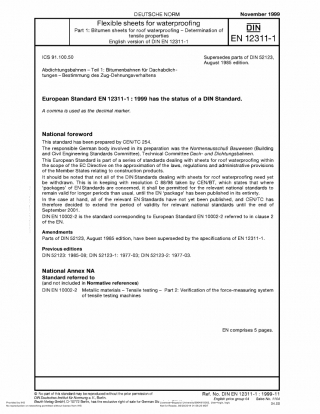 DEUTSCHE NORM
November 1999
Flexible sheets for waterproofing
Part 1: Bitumen sheets for roof waterproofing – Determination of
tensile properties
English version of DIN EN 12311-1
DIN
EN 12311-1
ICS 91.100.50
Supersedes parts of DIN 52123,
August 1985 edition.
Abdichtungsbahnen – Teil 1: Bitumenbahnen für Dachabdich-
tungen – Bestimmung des Zug-Dehnungsverhaltens
European Standard EN 12311-1 : 1999 has the status of a DIN Standard.
A comma is used as the decimal marker.
National foreword
This standard has been prepared by CEN/TC 254.
The responsible German body involved in its preparation was the Normenausschuß Bauwesen (Building
and Civil Engineering Standards Committee), Technical Committee Dach- und Dichtungsbahnen.
This European Standard is part of a series of standards dealing with sheets for roof waterproofing within
the scope of the EC Directive on the approximation of the laws, regulations and administrative provisions
of the Member States relating to construction products.
It should be noted that not all of the DIN Standards dealing with sheets for roof waterproofing need yet
be withdrawn. This is in keeping with resolution C 85/98 taken by CEN/BT, which states that where
'packages' of EN Standards are concerned, it shall be permitted for the relevant national standards to
remain valid for longer periods than usual, until the EN 'package' has been published in its entirety.
In the case at hand, all of the relevant EN Standards have not yet been published, and CEN/TC has
therefore decided to extend the period of validity for relevant national standards until the end of
September 2001.
DIN EN 10002-2 is the standard corresponding to European Standard EN 10002-2 referred to in clause 2
of the EN.
Amendments
Parts of DIN 52123, August 1985 edition, have been superseded by the specifications of EN 12311-1.
Previous editions
DIN 52123: 1985-08; DIN 52123-1: 1977-03; DIN 52123-2: 1977-03.
National Annex NA
Standard referred to
(and not included in Normative references)
DIN EN 10002-2 Metallic materials – Tensile testing – Part 2: Verification of the force-measuring system
of tensile testing machines
EN comprises 5 pages.
© No part of this standard may be reproduced without the prior permission of
DIN Deutsches Institut für Normung e. V., Berlin.
Beuth Verlag GmbH, D-10772 Berlin, has the exclusive right of sale for German
Ref. No. DIN EN 12311-1 : 1999-11
English price group 04 Sales No.